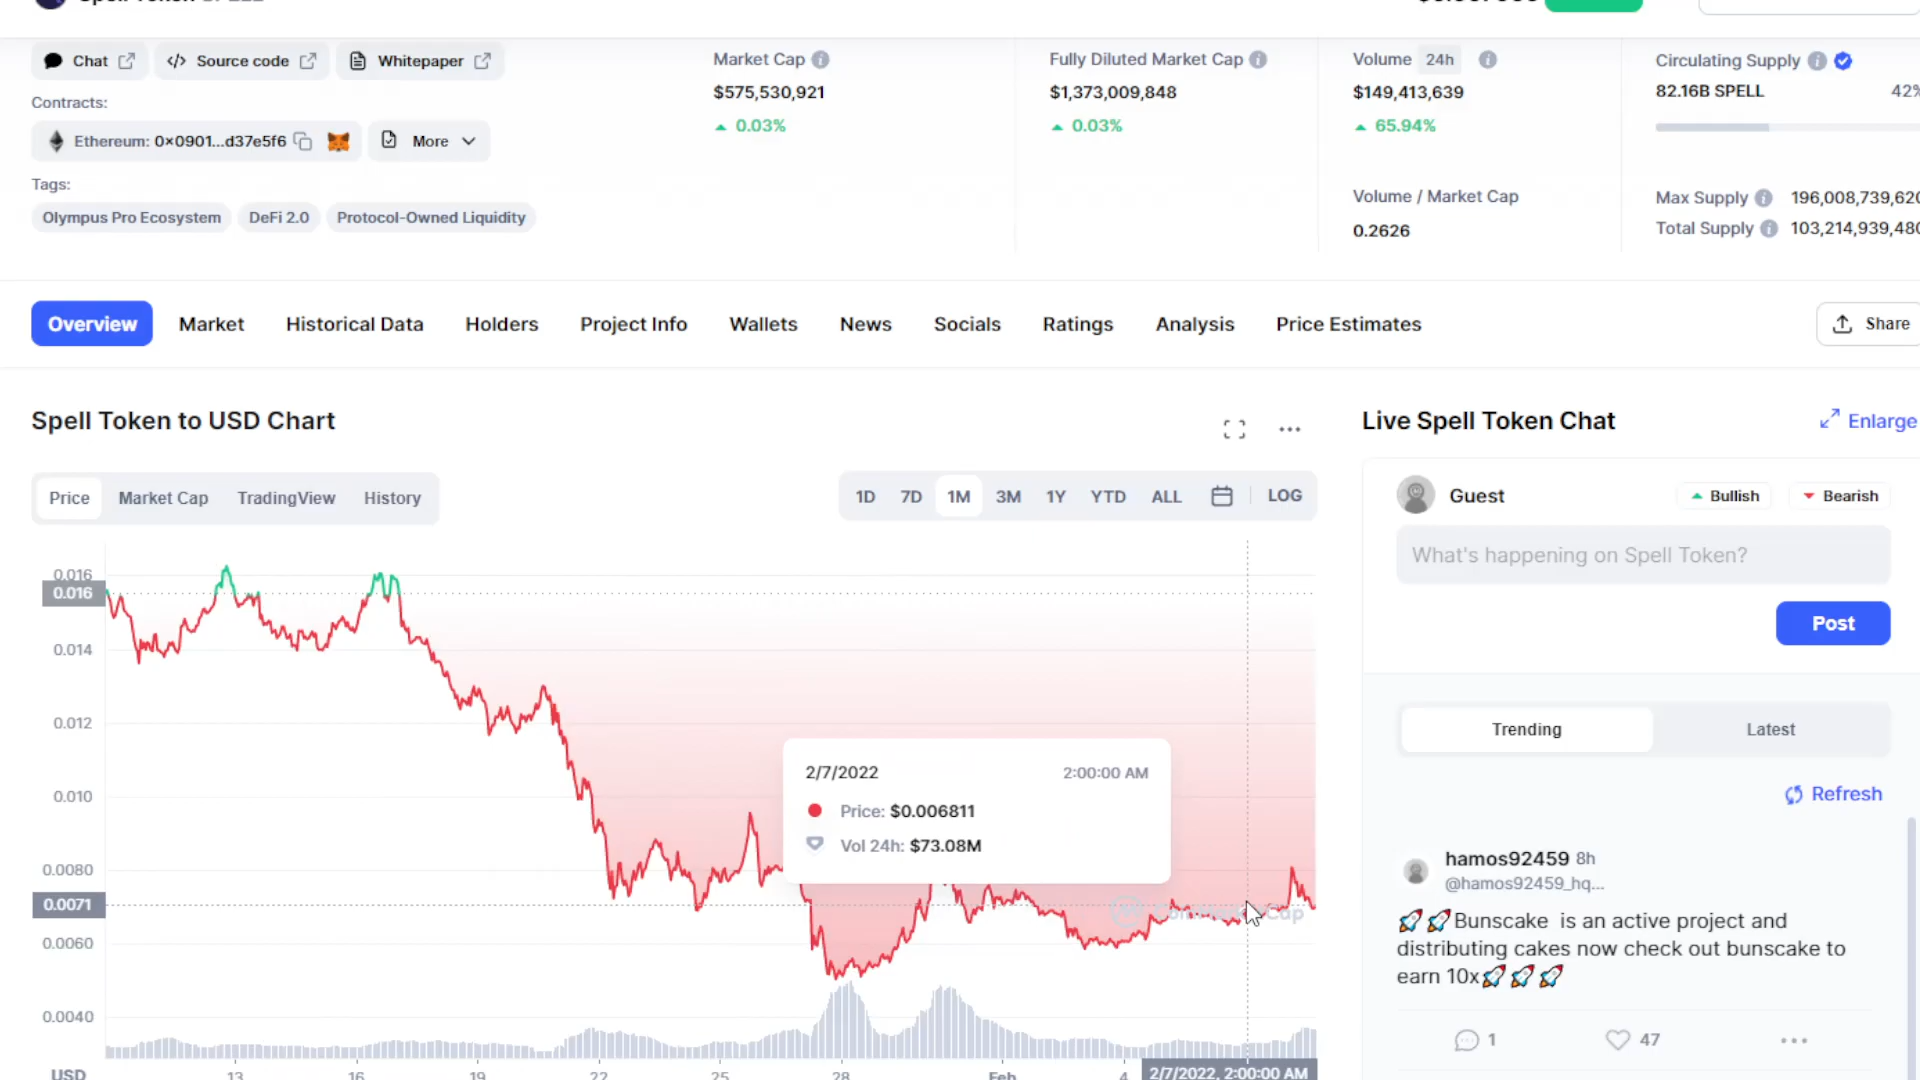 Chat
Source code
Whitepaper
Contracts:
Ethereum: 0x0901...d37e5f6
More
Tags:
Olympus Pro Ecosystem
DeFi 2.0
Protocol-Owned Liquidity
Market Cap
$575,530,921
0.03%
Fully Diluted Market Cap
$1,373,009,848
0.03%
Volume 24h
$149,413,639
65.94%
Volume / Market Cap
0.2626
Circulating Supply
82.16B SPELL
42%
Max Supply 196,008,739,620
Total Supply 103,214,939,480
Overview
Market
Historical Data
Holders
Project Info
Wallets
News
Socials
Ratings
Analysis
Price Estimates
Share
Spell Token to USD Chart
Price
Market Cap
TradingView
History
1D
7D
1M
3M
1Y
YTD
ALL
LOG
0.016
0.016
0.014
0.012
0.010
0.0080
0.0071
0.0060
0.0040
2/7/2022 2:00:00 AM
Price: $0.006811
Vol 24h: $73.08M
USD
13
16
19
22
25
28
Feb
4
2/7/2022, 2:00:00 AM
Live Spell Token Chat
Enlarge
Guest
Bullish
Bearish
What's happening on Spell Token?
Post
Trending
Latest
Refresh
hamos92459 8h
@hamos92459_hq...
🚀🚀Bunscake is an active project and
distributing cakes now check out bunscake to
earn 10x🚀🚀🚀
1
47